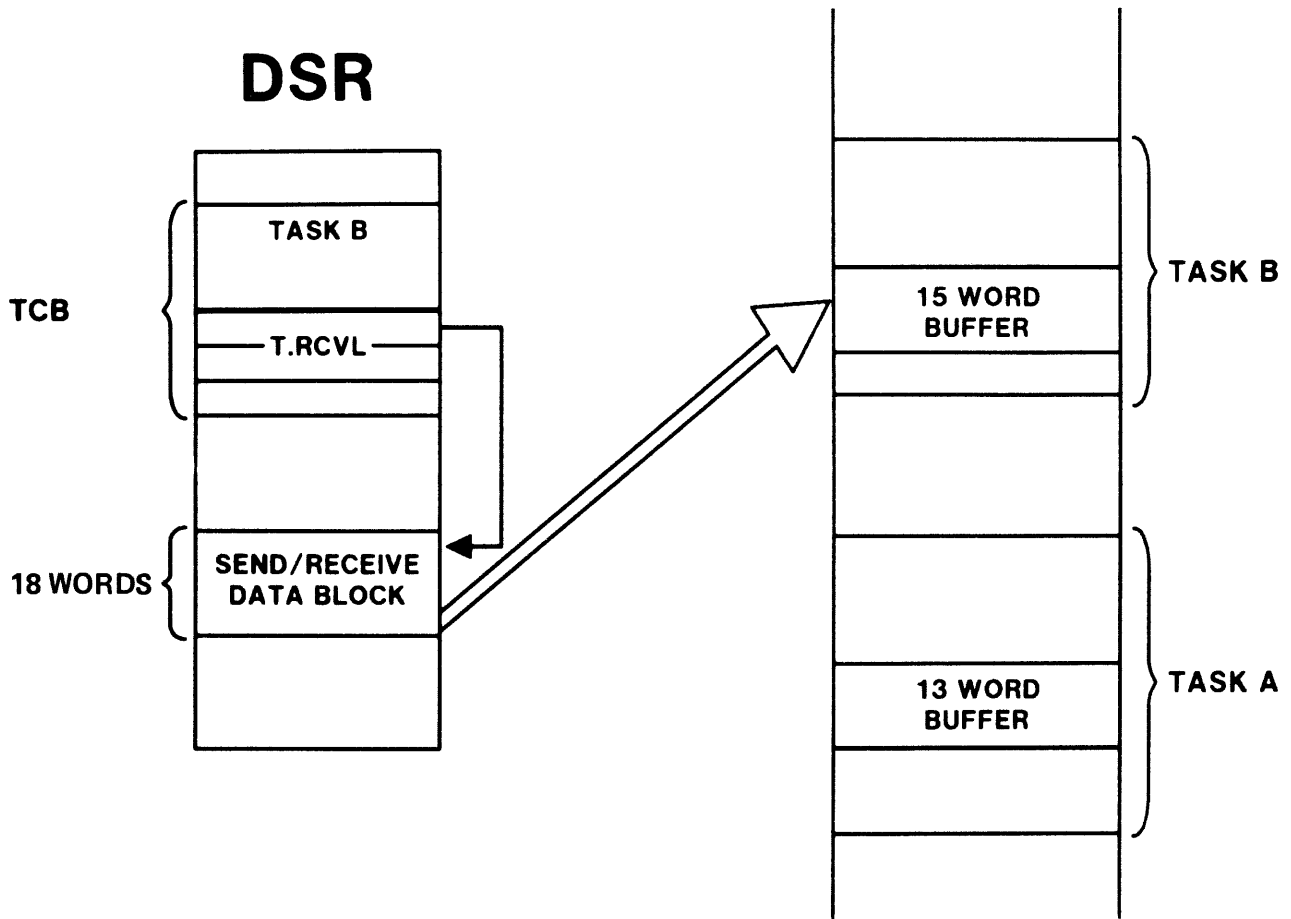 DSR
TCB
TASK B
T.RCVL
18 WORDS
SEND/RECEIVE
DATA BLOCK
15 WORD
BUFFER
TASK B
13 WORD
BUFFER
TASK A